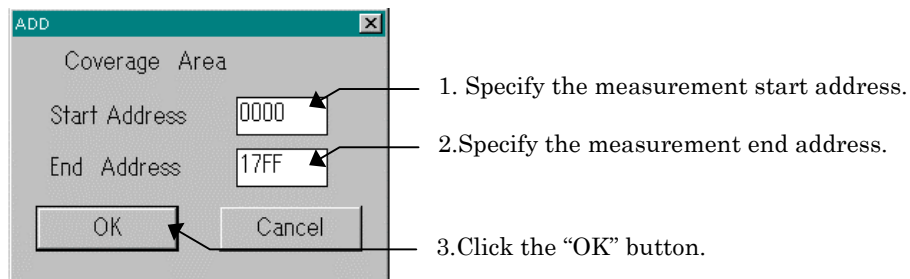 ADD
Coverage Area
Start Address 0000
1. Specify the measurement start address.
End Address 17FF
2.Specify the measurement end address.
OK Cancel
3.Click the “OK” button.